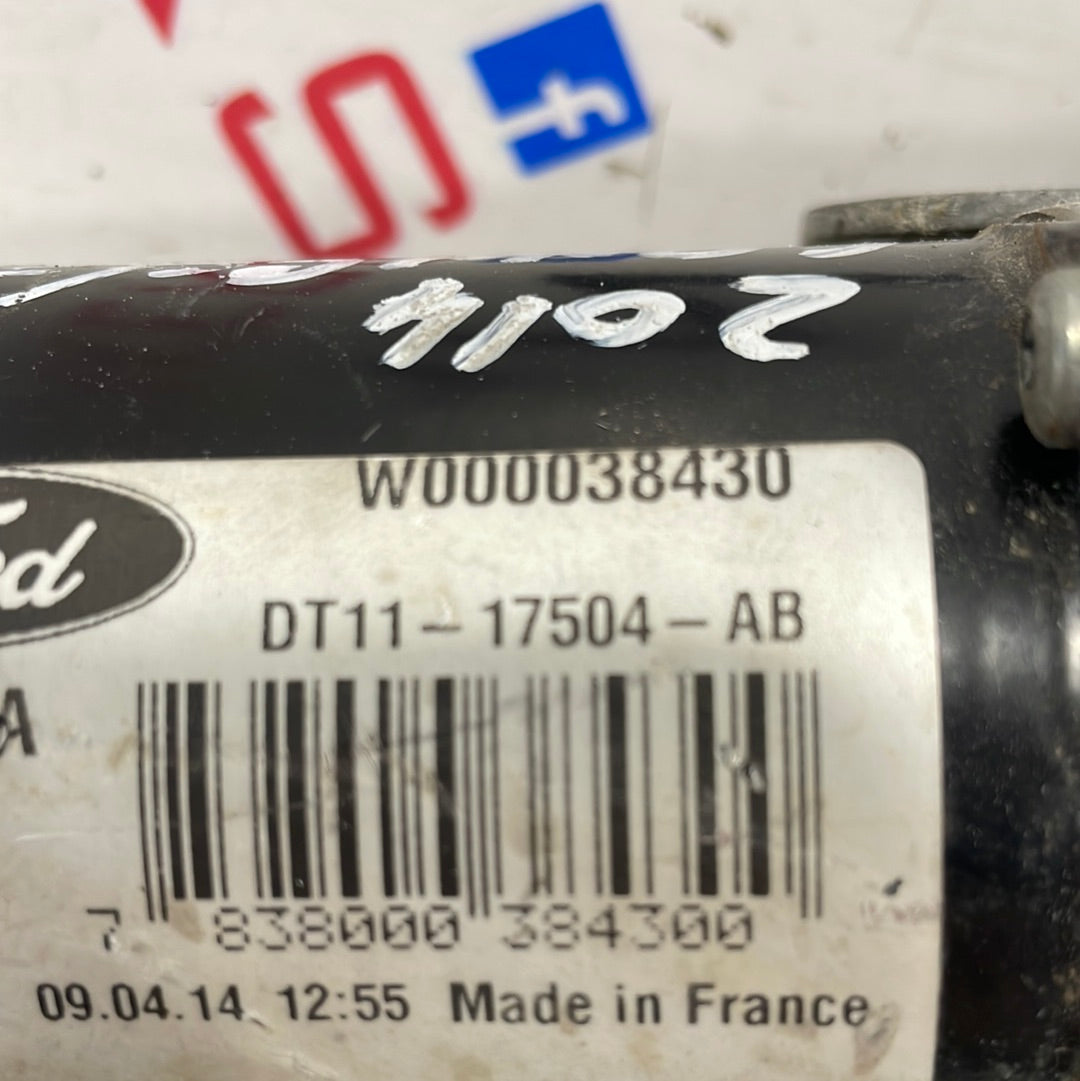 2014
W000038430
DT11-17504-AB
7 838000 384300
09.04.14 12:55 Made in France